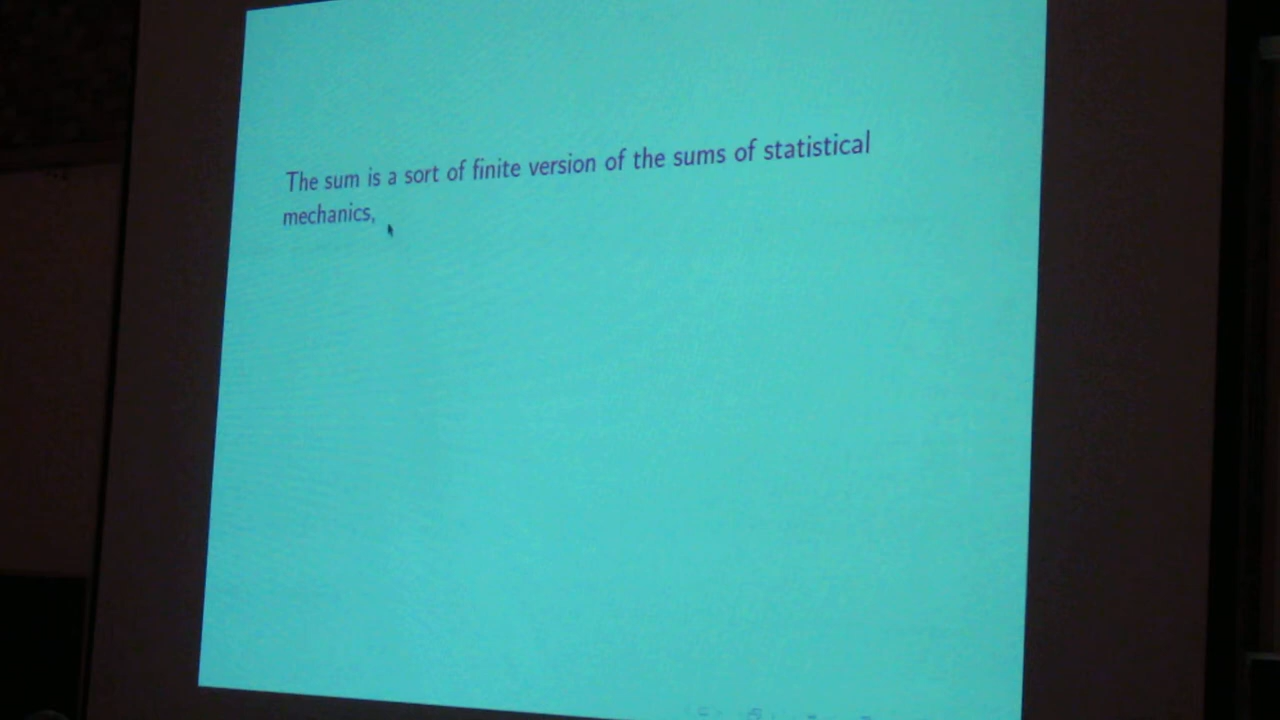 The sum is a sort of finite version of the sums of statistical
mechanics,